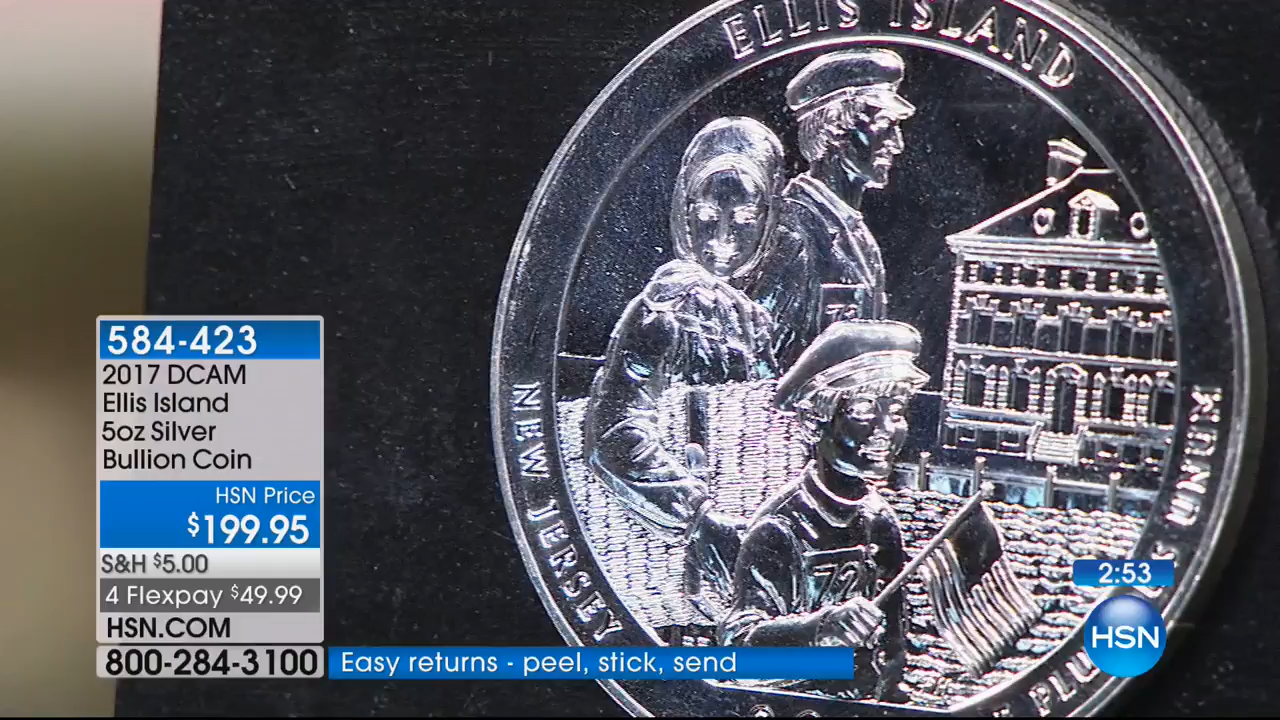 ELLIS ISLAND
NEW JERSEY
72
584-423
2017 DCAM
Ellis Island
5oz Silver
Bullion Coin
HSN Price
$199.95
S&H $5.00
4 Flexpay $49.99
HSN.COM
800-284-3100
Easy returns - peel, stick, send
2:53
HSN